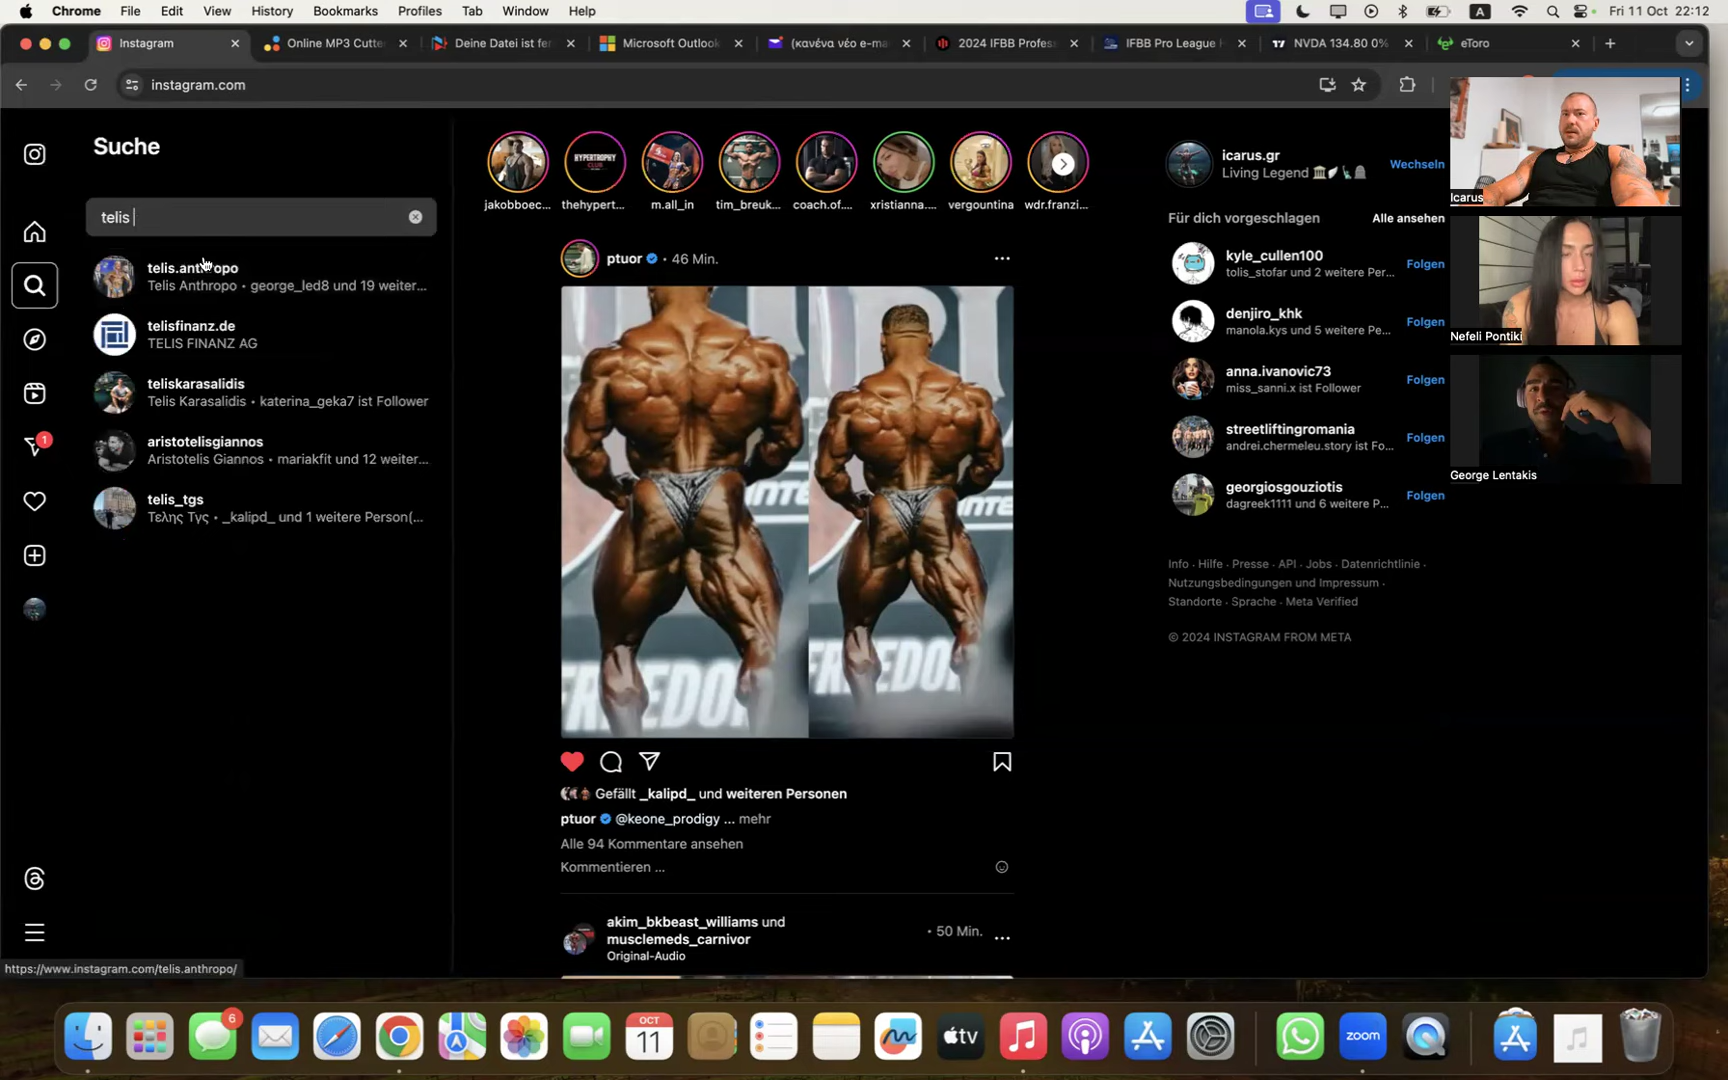 Chrome File Edit View History Bookmarks Profiles Tab Window Help
A Fri 11 Oct 22:12
Instagram
Online MP3 Cutte
Deine Datei ist fer
Microsoft Outlook
(κανένα νέο e-ma
2024 IFBB Profess
IFBB Pro League
NVDA 134.80 0%
eToro
instagram.com
Suche
telis
telis.anthropo
Telis Anthropo • george_led8 und 19 weiter...
telisfinanz.de
TELIS FINANZ AG
teliskarasalidis
Telis Karasalidis • katerina_geka7 ist Follower
aristotelisgiannos
Aristotelis Giannos • mariakfit und 12 weiter...
telis_tgs
Τελης Τγς • _kalipd_ und 1 weitere Person(...
1
HYPERTROPHY
CLUB
jakobboec... thehypert... m.all_in tim_breuk... coach.of.... xristianna.... vergountina wdr.franzi...
ptuor • 46 Min.
FREEDOM
Gefällt _kalipd_ und weiteren Personen
ptuor @keone_prodigy ... mehr
Alle 94 Kommentare ansehen
Kommentieren ...
akim_bkbeast_williams und
musclemeds_carnivor
Original-Audio
• 50 Min.
icarus.gr
Living Legend
Wechseln
Für dich vorgeschlagen
Alle ansehen
kyle_cullen100
tolis_stofar und 2 weitere Per...
Folgen
denjiro_khk
manola.kys und 5 weitere Pe...
Folgen
anna.ivanovic73
miss_sanni.x ist Follower
Folgen
streetliftingromania
andrei.chermeleu.story ist Fo...
Folgen
georgiosgouziotis
dagreek1111 und 6 weitere P...
Folgen
Info · Hilfe · Presse · API · Jobs · Datenrichtlinie ·
Nutzungsbedingungen und Impressum ·
Standorte · Sprache · Meta Verified
© 2024 INSTAGRAM FROM META
Icarus
Nefeli Pontiki
George Lentakis
https://www.instagram.com/telis.anthropo/
6
OCT
11
tv
zoom